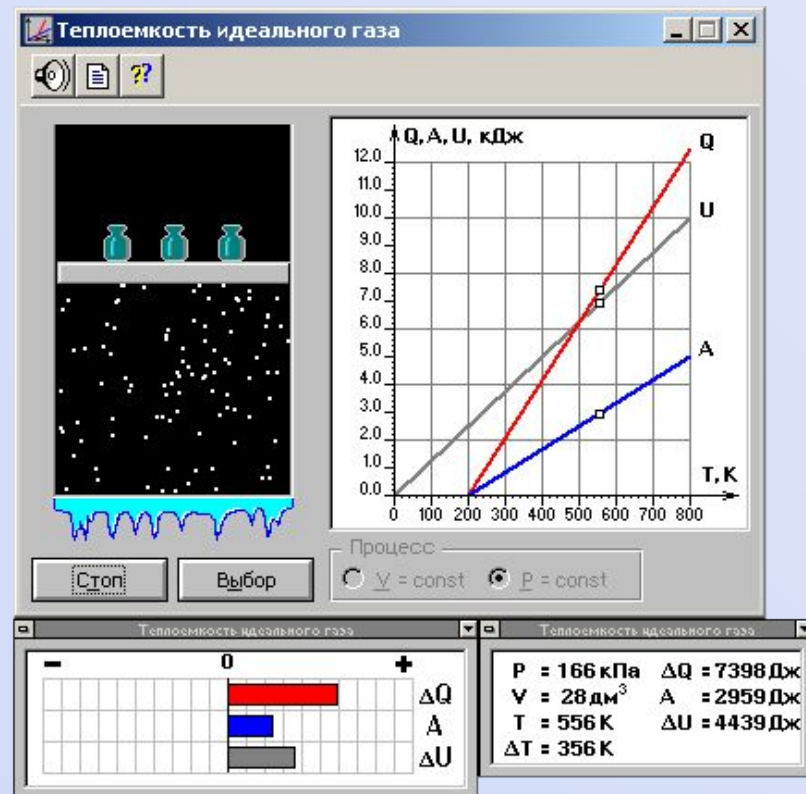 Теплоемкость идеального газа
Q, A, U, кДж
12.0
11.0
10.0
9.0
8.0
7.0
6.0
5.0
4.0
3.0
2.0
1.0
0.0
Q
U
A
T, K
0 100 200 300 400 500 600 700 800
Стоп
Выбор
Процесс
V = const
P = const
Теплоемкость идеального газа
− 0 +
ΔQ
A
ΔU
Теплоемкость идеального газа
P = 166 кПа ΔQ = 7398 Дж
V = 28 дм³ A = 2959 Дж
T = 556 K ΔU = 4439 Дж
ΔT = 356 K